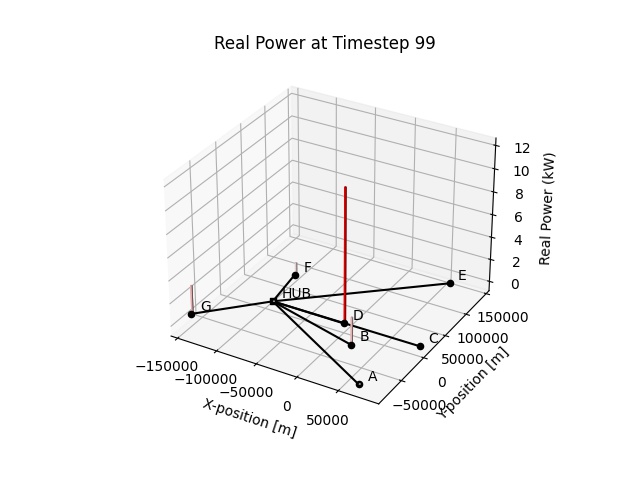 Real Power at Timestep 99
12
10
8
6
4
2
0
Real Power (kW)
F
E
HUB
G
D
B
C
A
150000
100000
50000
0
−50000
Y-position [m]
−150000
−100000
−50000
0
50000
X-position [m]